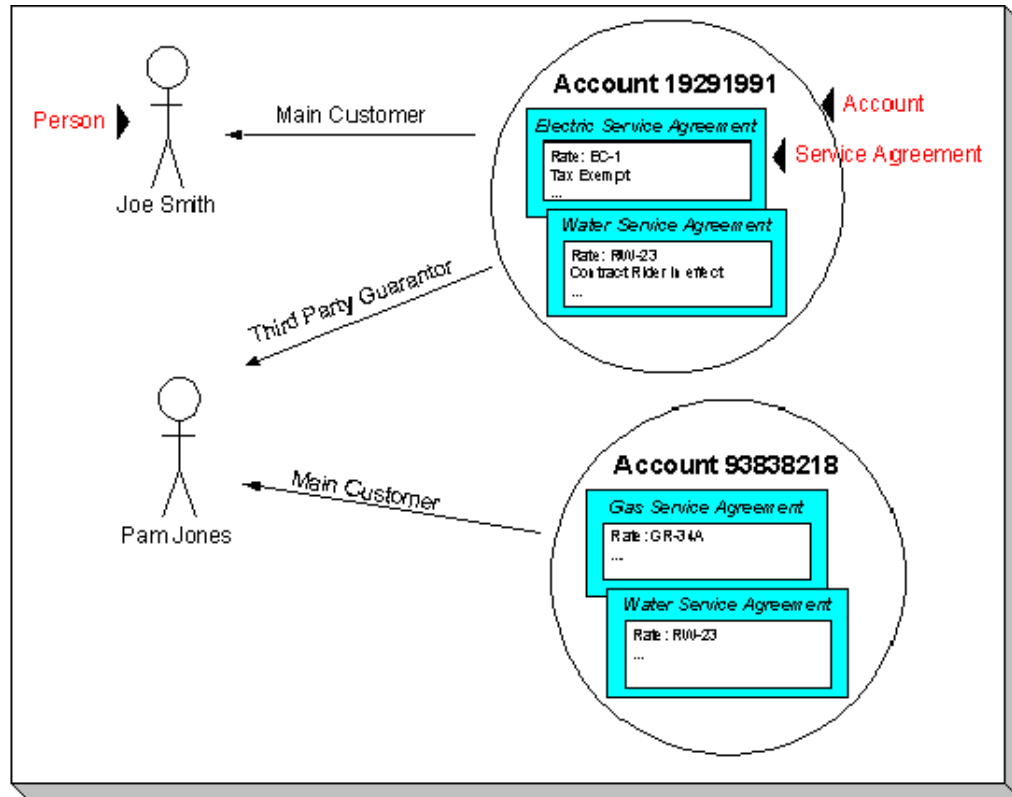 Account 19291991
Account
Person
Main Customer
Electric Service Agreement
Service Agreement
Rate: EC-1
Tax Exempt
...
Joe Smith
Water Service Agreement
Rate: RW-23
Contract Rider in effect
...
Third Party Guarantor
Account 93838218
Main Customer
Gas Service Agreement
Rate: GR-34A
...
Pam Jones
Water Service Agreement
Rate: RW-23
...